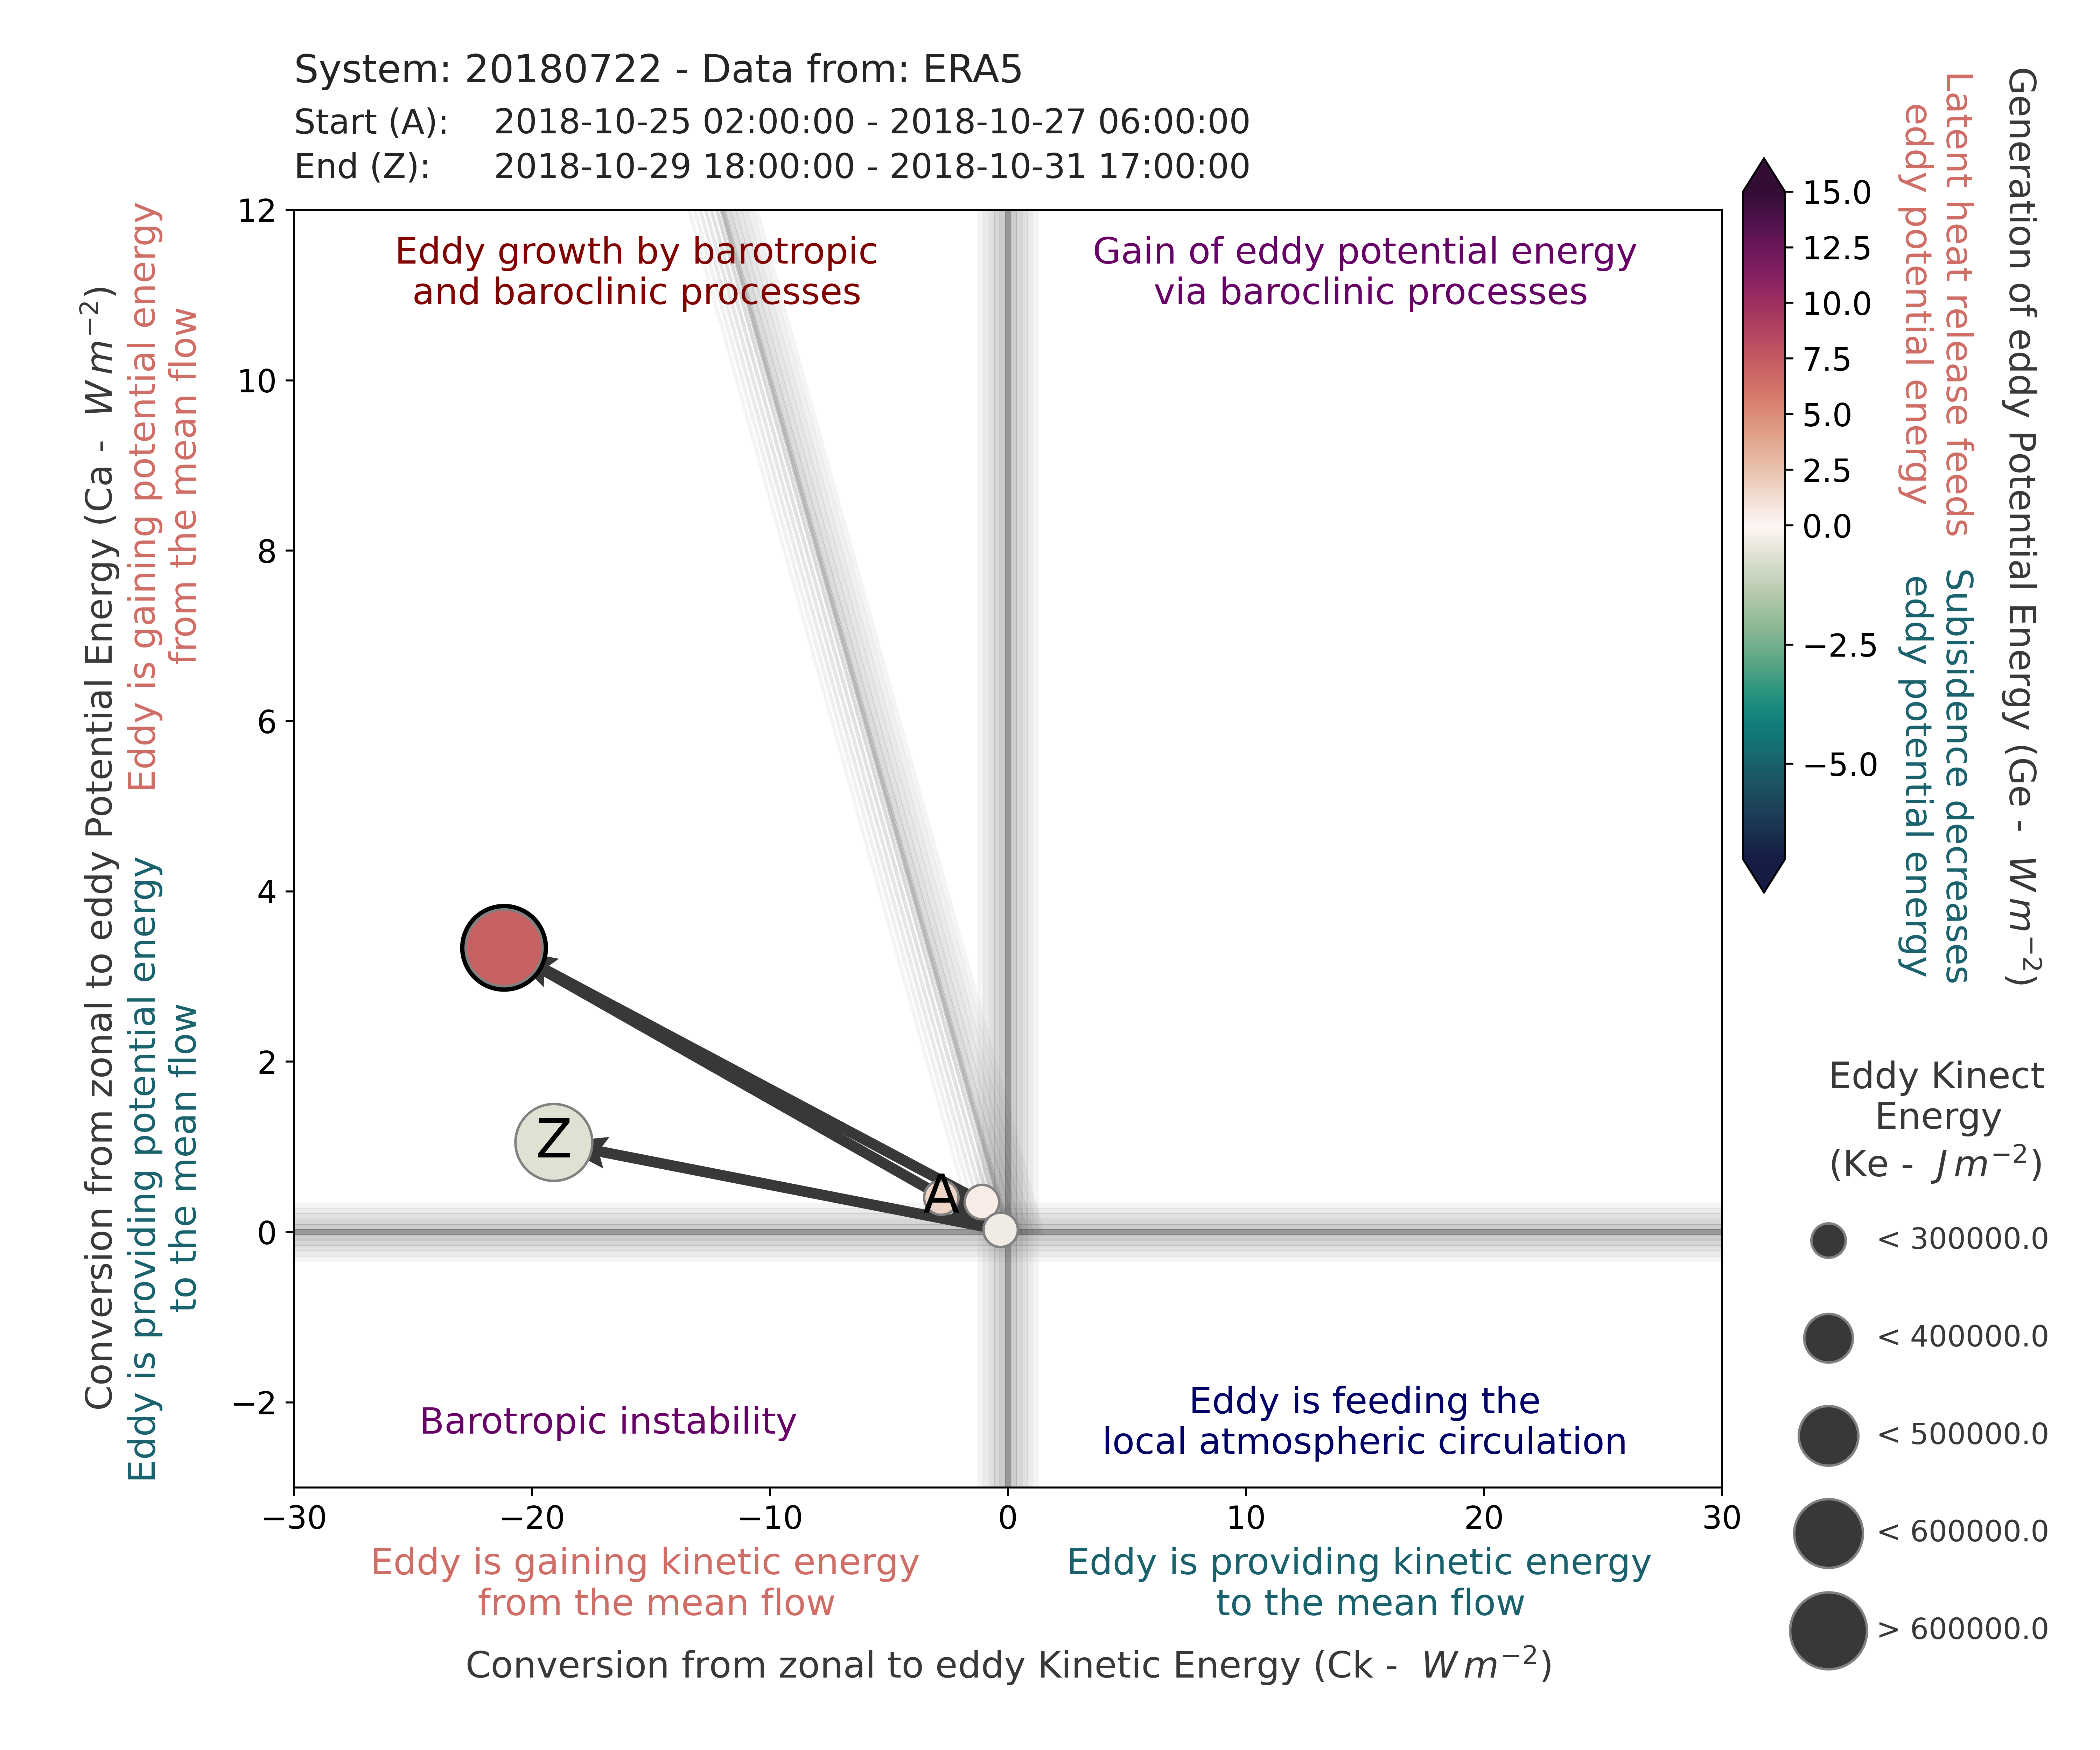 System: 20180722 - Data from: ERA5
Start (A): 2018-10-25 02:00:00 - 2018-10-27 06:00:00
End (Z): 2018-10-29 18:00:00 - 2018-10-31 17:00:00
Conversion from zonal to eddy Potential Energy (Ca - W m⁻²)
Eddy is gaining potential energy
from the mean flow
Eddy is providing potential energy
to the mean flow
12
10
8
6
4
2
0
−2
Eddy growth by barotropic
and baroclinic processes
Gain of eddy potential energy
via baroclinic processes
Z
A
Barotropic instability
Eddy is feeding the
local atmospheric circulation
−30
−20
−10
0
10
20
30
Eddy is gaining kinetic energy
from the mean flow
Eddy is providing kinetic energy
to the mean flow
Conversion from zonal to eddy Kinetic Energy (Ck - W m⁻²)
15.0
12.5
10.0
7.5
5.0
2.5
0.0
−2.5
−5.0
Latent heat release feeds
eddy potential energy
Subisidence decreases
eddy potential energy
Generation of eddy Potential Energy (Ge - W m⁻²)
Eddy Kinect
Energy
(Ke - J m⁻²)
< 300000.0
< 400000.0
< 500000.0
< 600000.0
> 600000.0